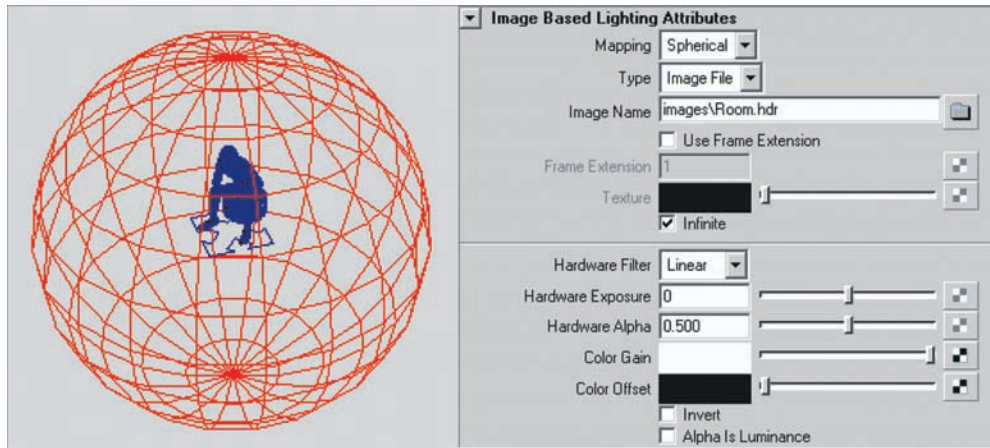 Image Based Lighting Attributes
Mapping Spherical
Type Image File
Image Name images\Room.hdr
Use Frame Extension
Frame Extension 1
Texture
Infinite
Hardware Filter Linear
Hardware Exposure 0
Hardware Alpha 0.500
Color Gain
Color Offset
Invert
Alpha Is Luminance